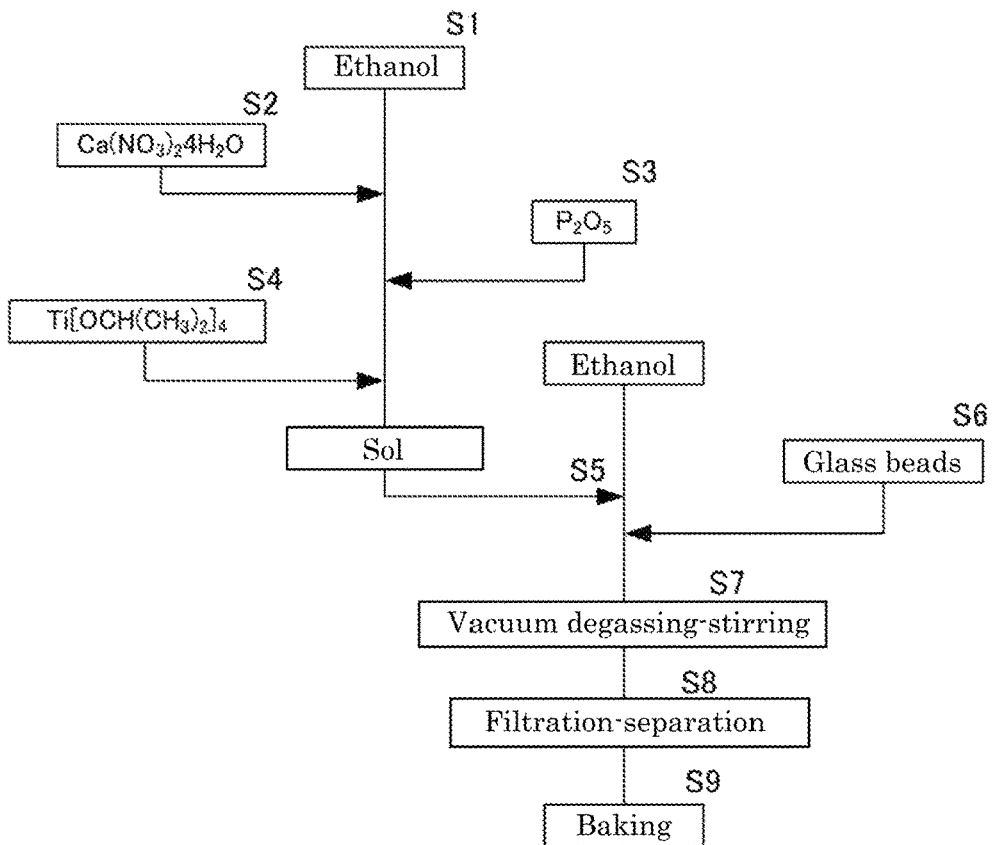 S1
Ethanol
S2
Ca(NO₃)₂4H₂O
S3
P₂O₅
S4
Ti[OCH(CH₃)₂]₄
Ethanol
Sol
S5
S6
Glass beads
S7
Vacuum degassing-stirring
S8
Filtration-separation
S9
Baking